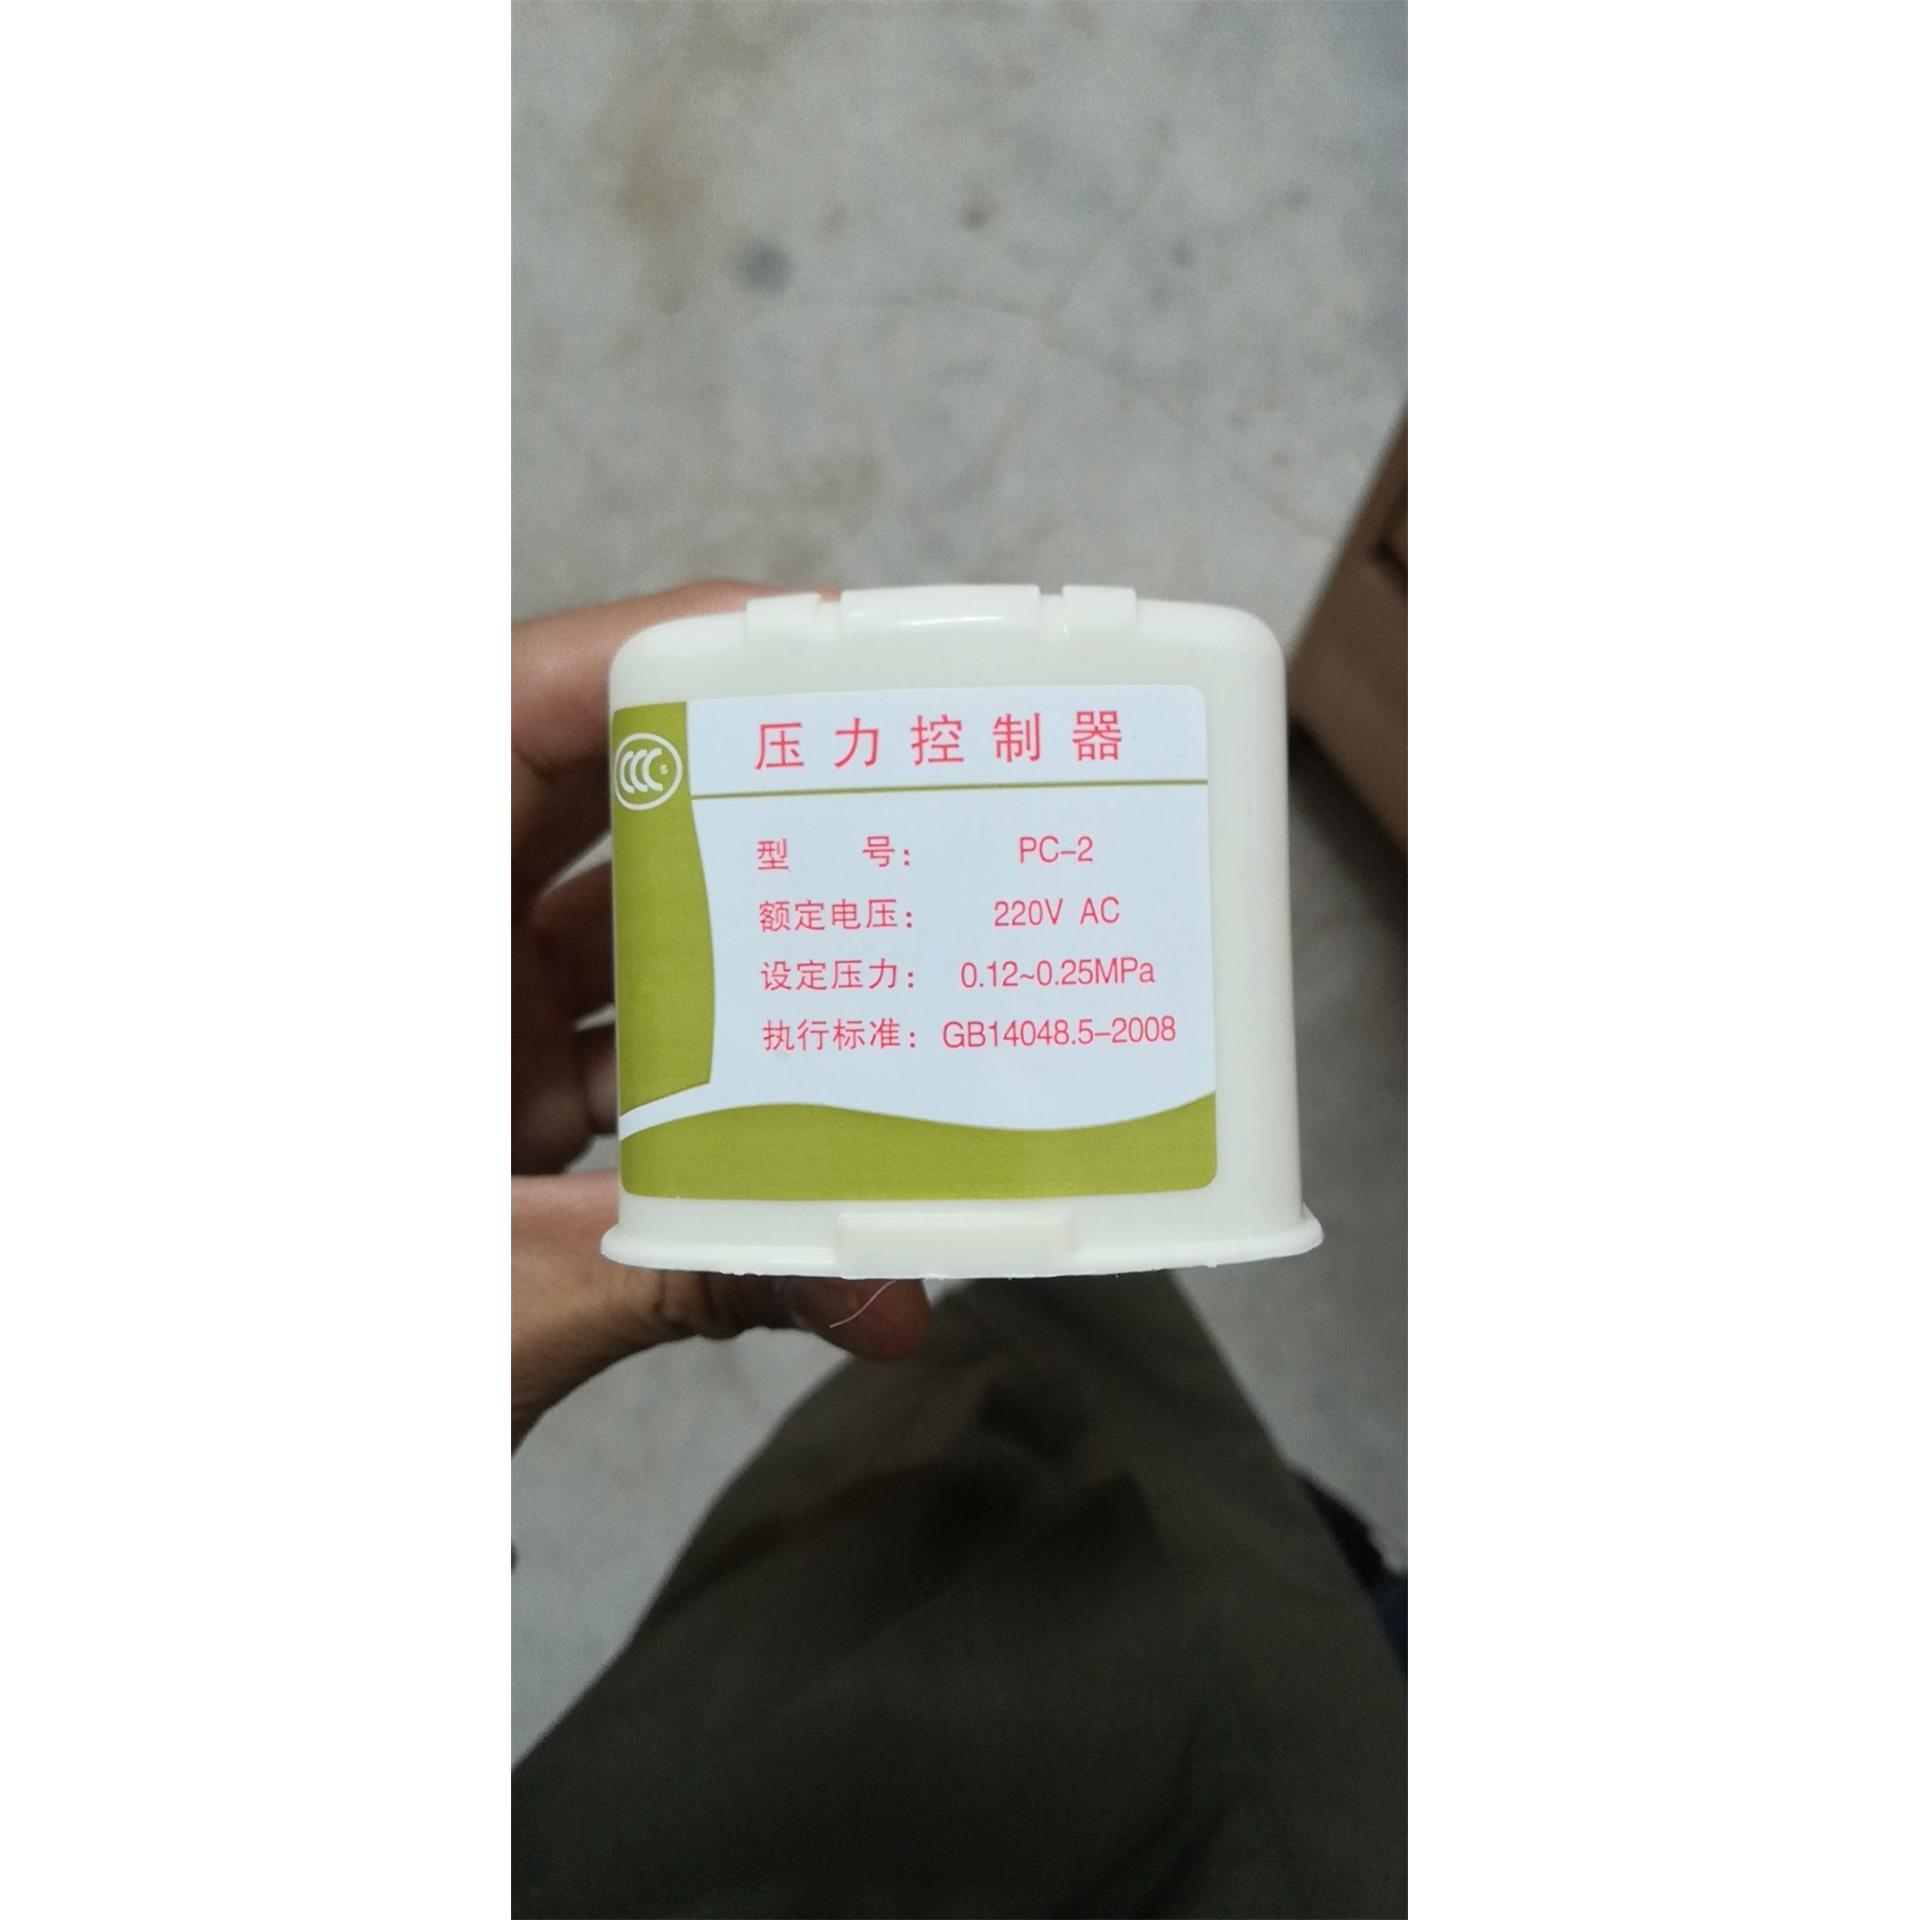 CCC S
压力控制器
型 号： PC-2
额定电压： 220V AC
设定压力： 0.12~0.25MPa
执行标准： GB14048.5-2008